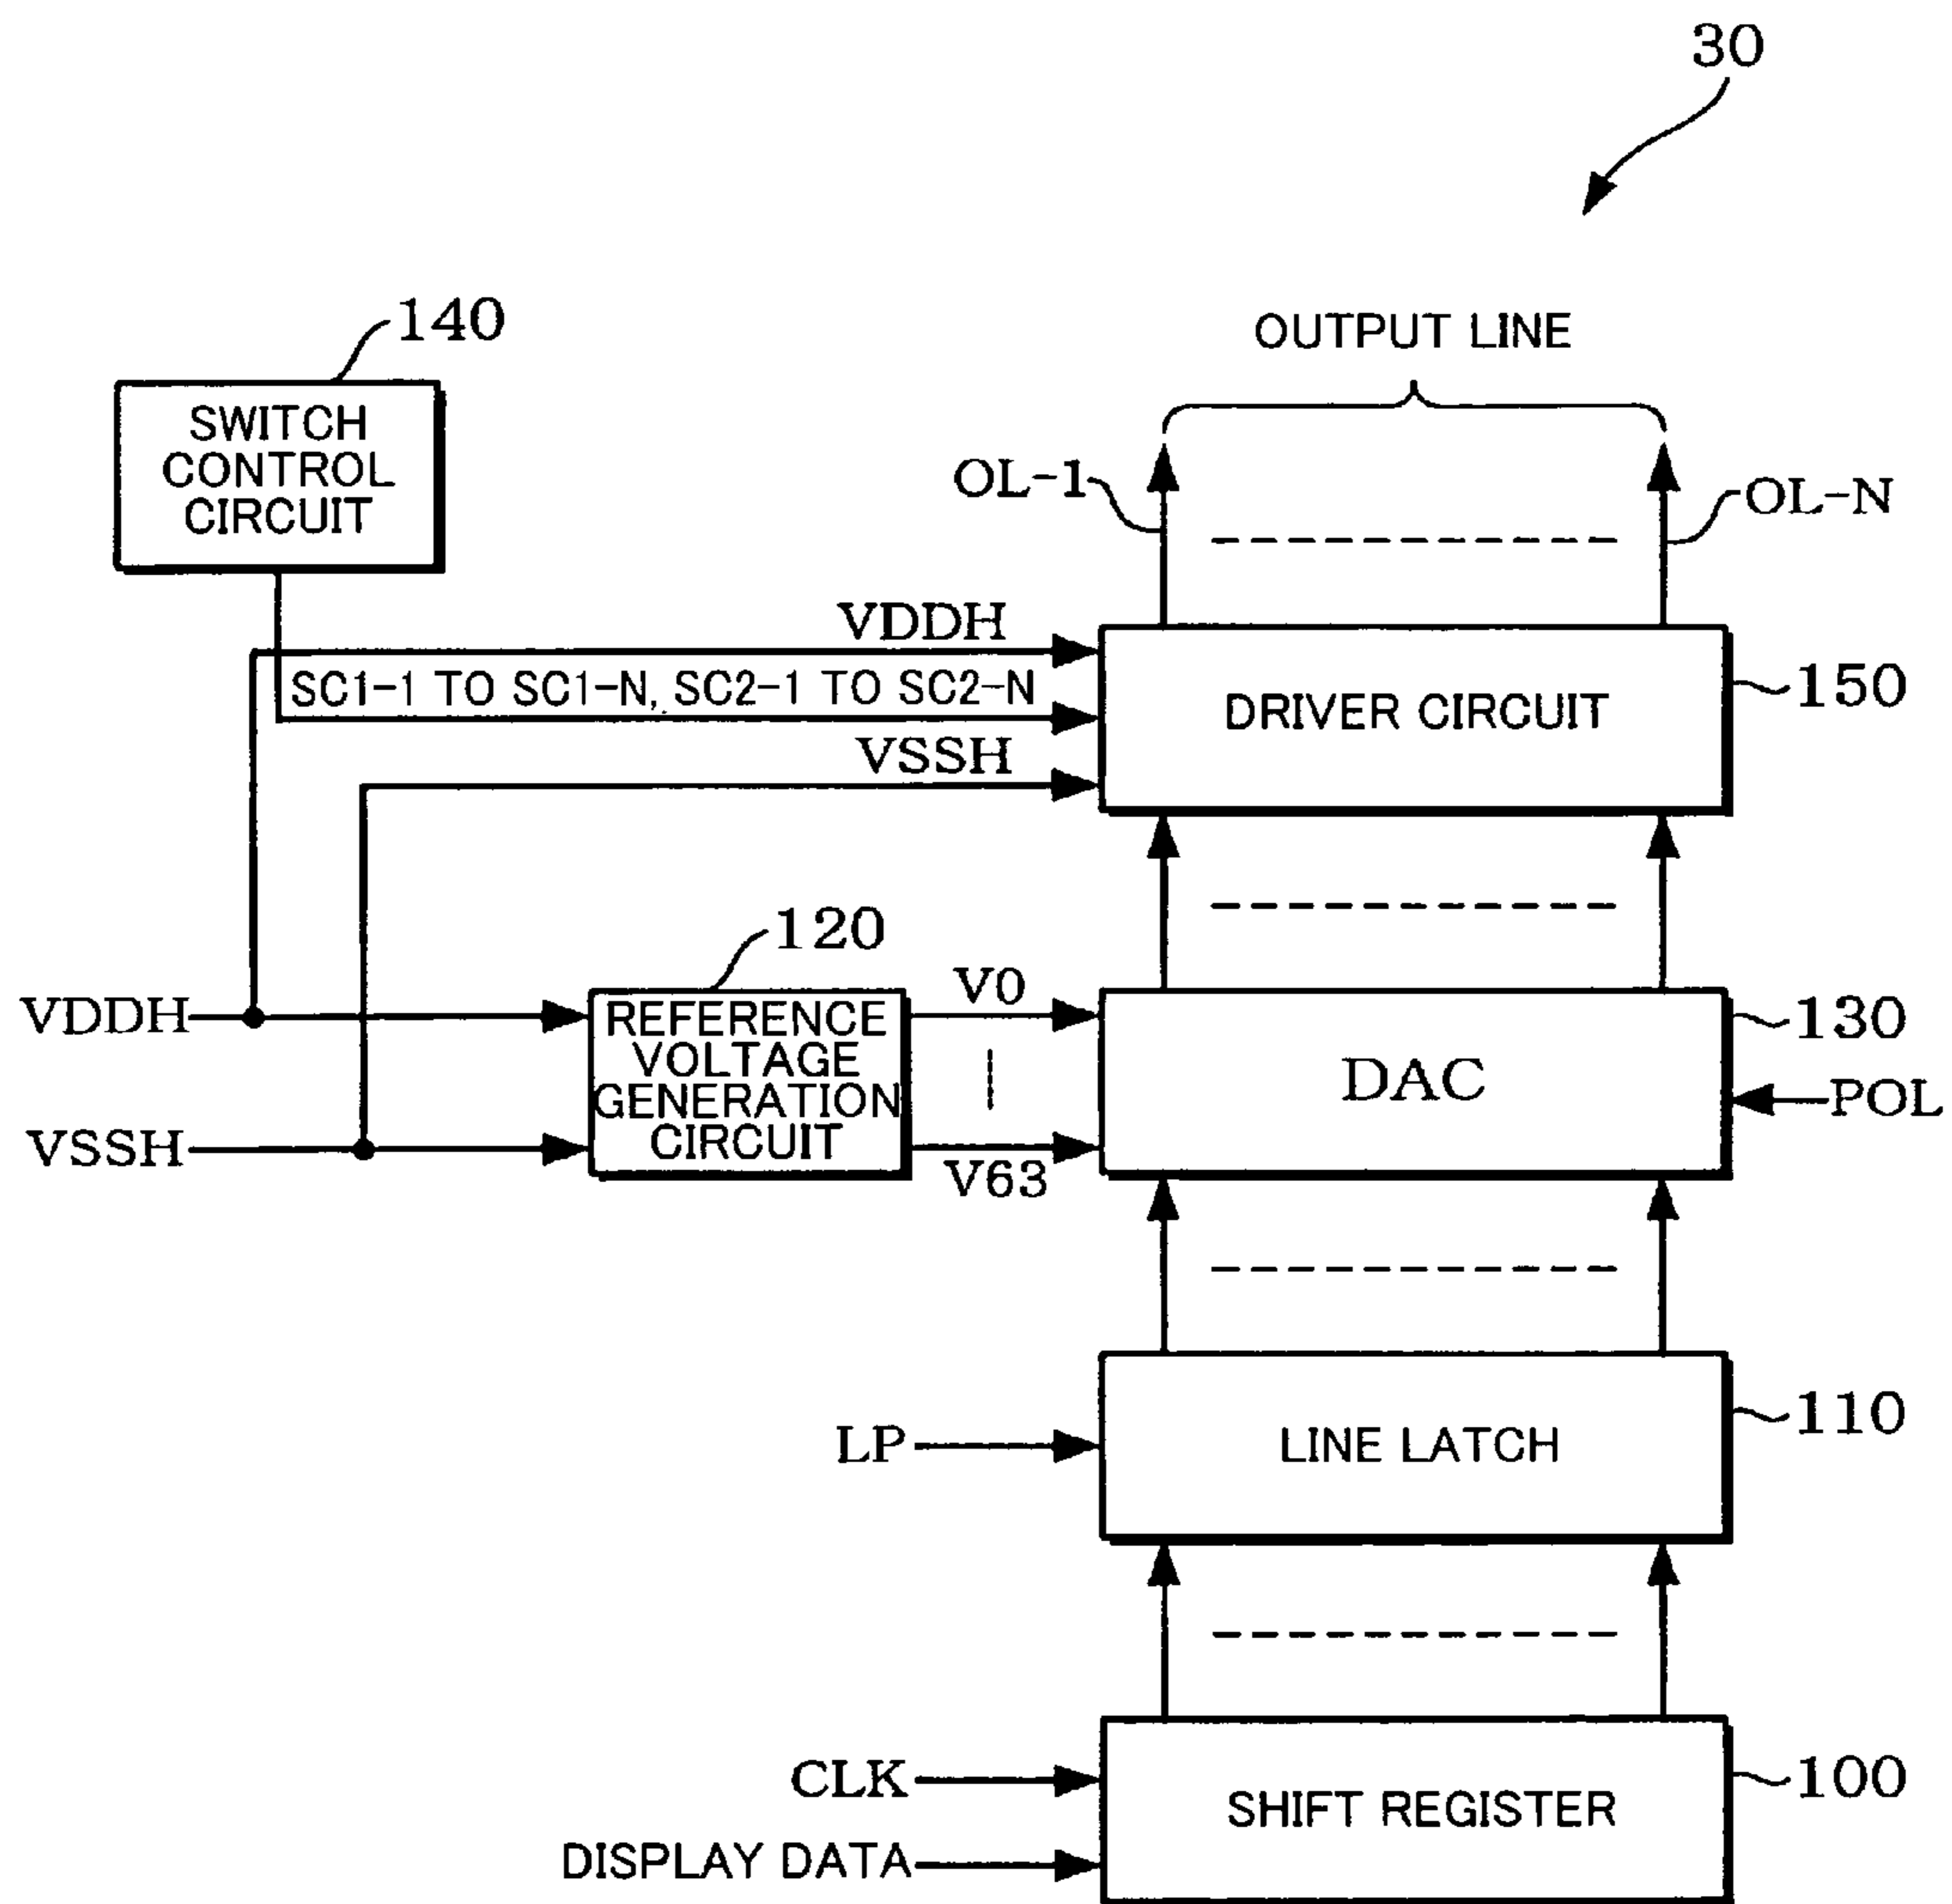 30
140
SWITCH
CONTROL
CIRCUIT
OUTPUT LINE
OL-1
OL-N
VDDH
SC1-1 TO SC1-N, SC2-1 TO SC2-N
VSSH
DRIVER CIRCUIT
150
120
VDDH
VSSH
REFERENCE
VOLTAGE
GENERATION
CIRCUIT
V0
V63
DAC
130
POL
LP
LINE LATCH
110
CLK
DISPLAY DATA
SHIFT REGISTER
100